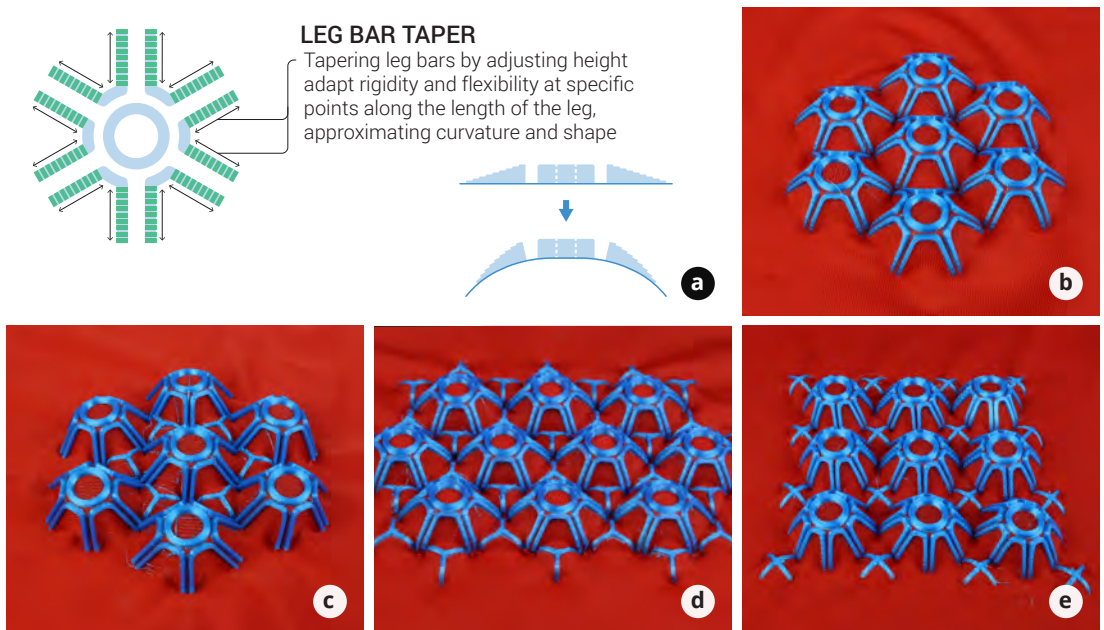 LEG BAR TAPER
Tapering leg bars by adjusting height
adapt rigidity and flexibility at specific
points along the length of the leg,
approximating curvature and shape
a
b
c
d
e